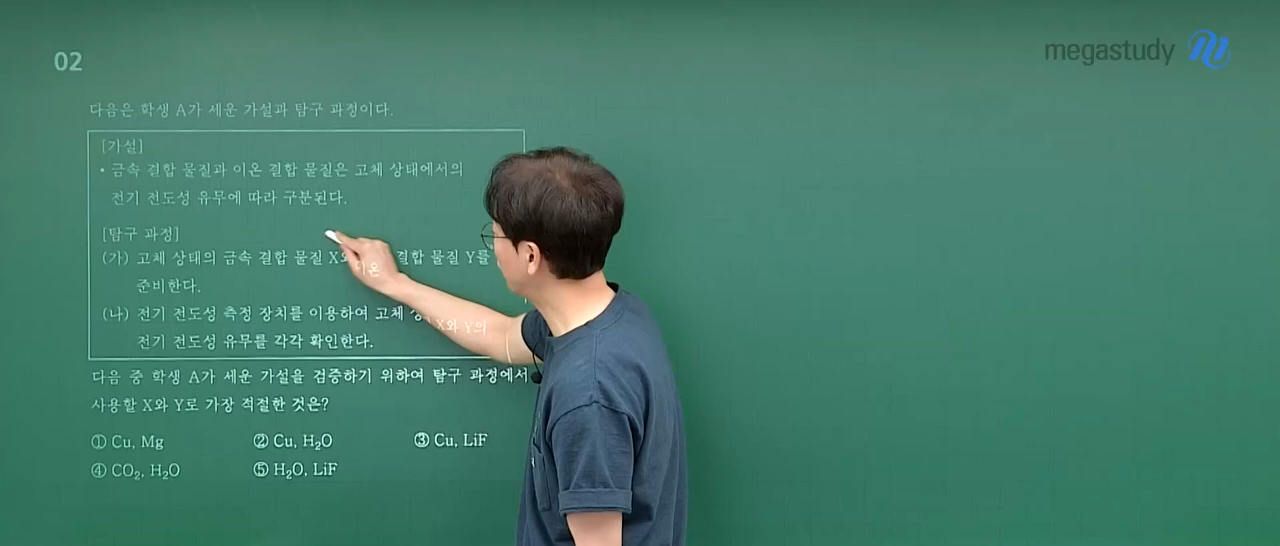 02
megastudy
다음은 학생 A가 세운 가설과 탐구 과정이다.
[가설]
• 금속 결합 물질과 이온 결합 물질은 고체 상태에서의
전기 전도성 유무에 따라 구분된다.
[탐구 과정]
(가) 고체 상태의 금속 결합 물질 X와 이온 결합 물질 Y를
준비한다.
(나) 전기 전도성 측정 장치를 이용하여 고체 X와 Y의
전기 전도성 유무를 각각 확인한다.
다음 중 학생 A가 세운 가설을 검증하기 위하여 탐구 과정에서
사용할 X와 Y로 가장 적절한 것은?
① Cu, Mg ② Cu, H₂O ③ Cu, LiF
④ CO₂, H₂O ⑤ H₂O, LiF